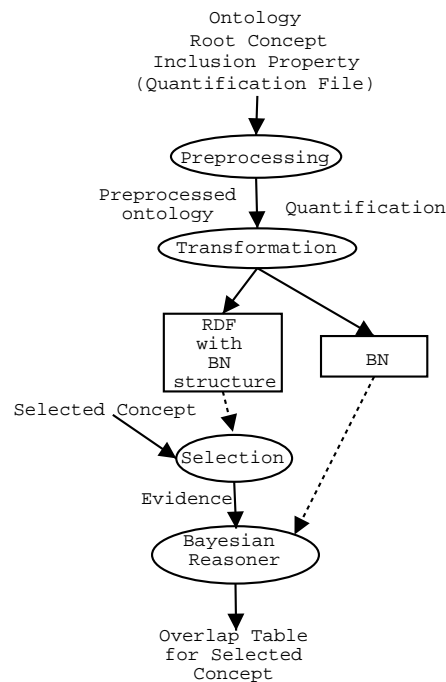 Ontology
Root Concept
Inclusion Property
(Quantification File)
Preprocessing
Preprocessed
ontology
Quantification
Transformation
RDF
with
BN
structure
BN
Selected Concept
Selection
Evidence
Bayesian
Reasoner
Overlap Table
for Selected
Concept